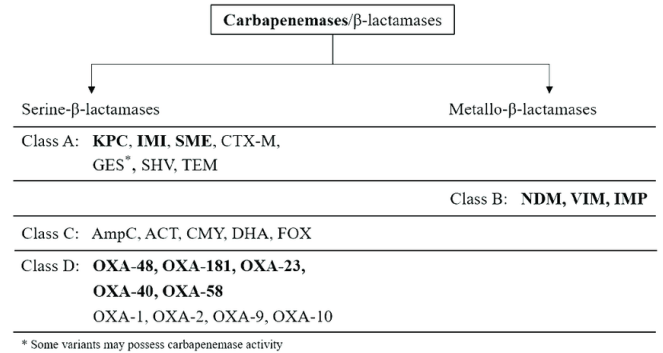 Carbapenemases/β-lactamases
Serine-β-lactamases
Metallo-β-lactamases
Class A: KPC, IMI, SME, CTX-M,
GES*, SHV, TEM
Class B: NDM, VIM, IMP
Class C: AmpC, ACT, CMY, DHA, FOX
Class D: OXA-48, OXA-181, OXA-23,
OXA-40, OXA-58
OXA-1, OXA-2, OXA-9, OXA-10
* Some variants may possess carbapenemase activity